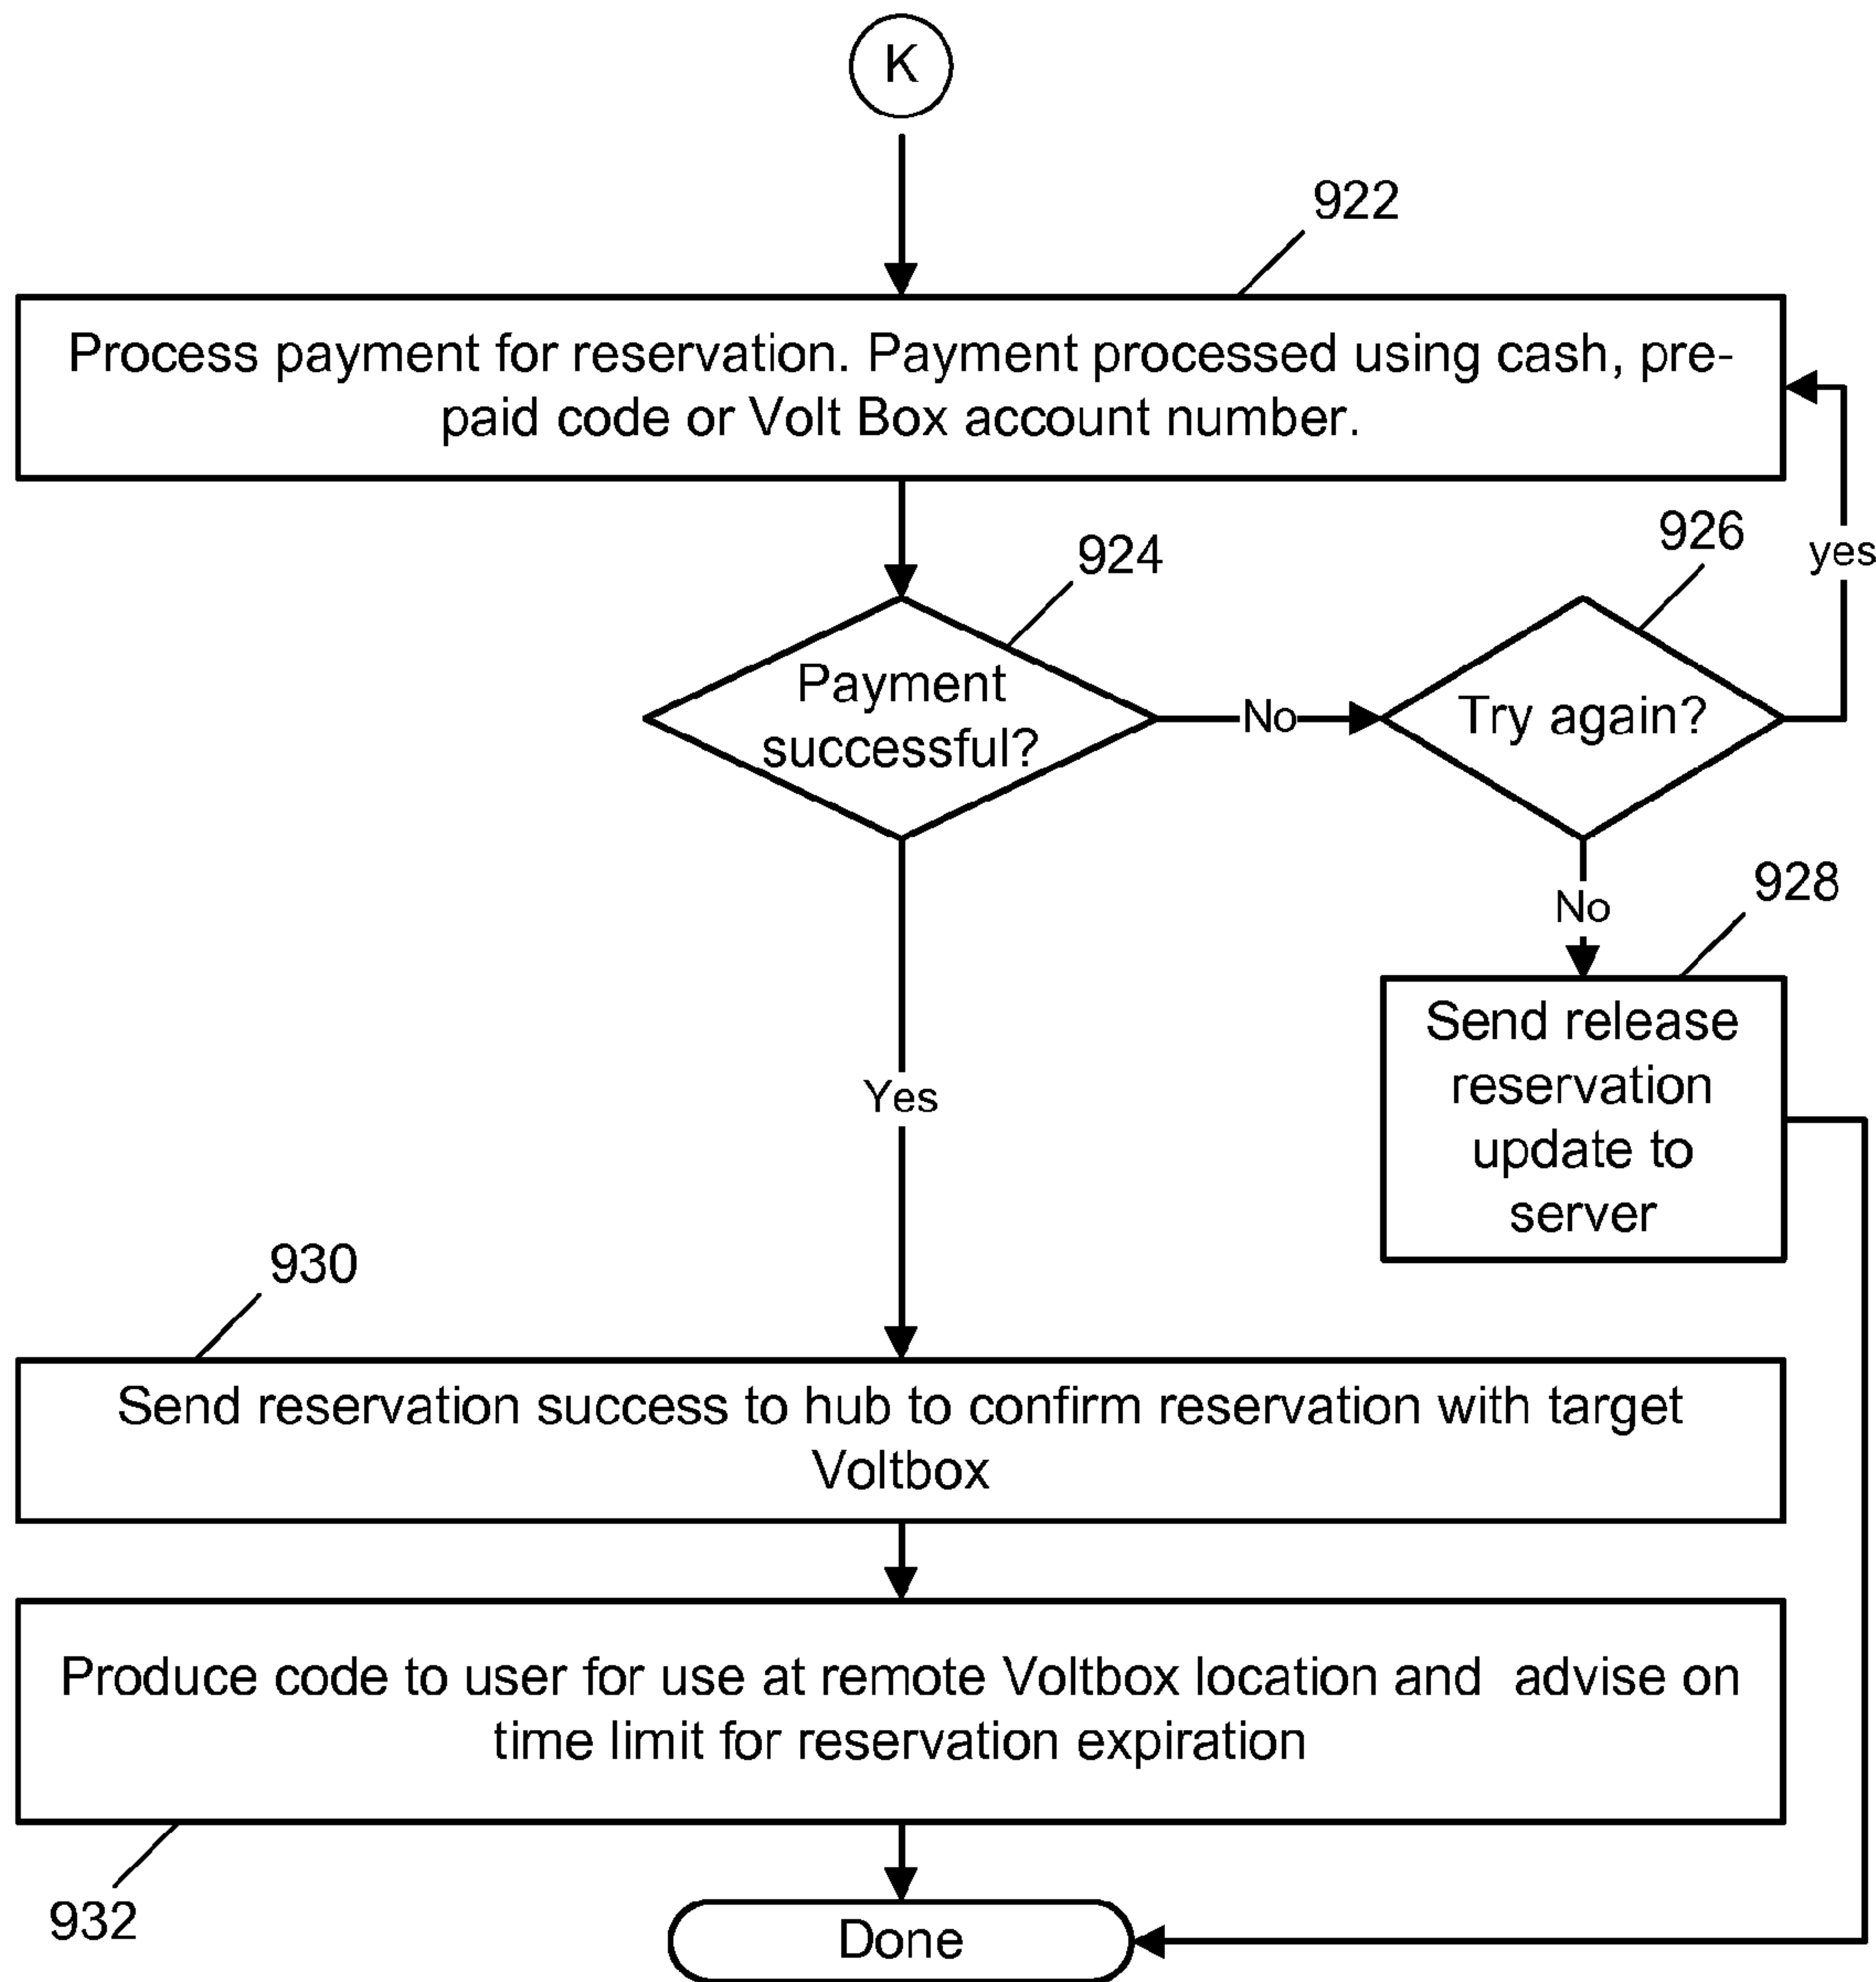 K
922
Process payment for reservation. Payment processed using cash, pre-
paid code or Volt Box account number.
924
926
yes
Payment
successful?
No
Try again?
No
928
Send release
reservation
update to
server
Yes
930
Send reservation success to hub to confirm reservation with target
Voltbox
Produce code to user for use at remote Voltbox location and  advise on
time limit for reservation expiration
932
Done